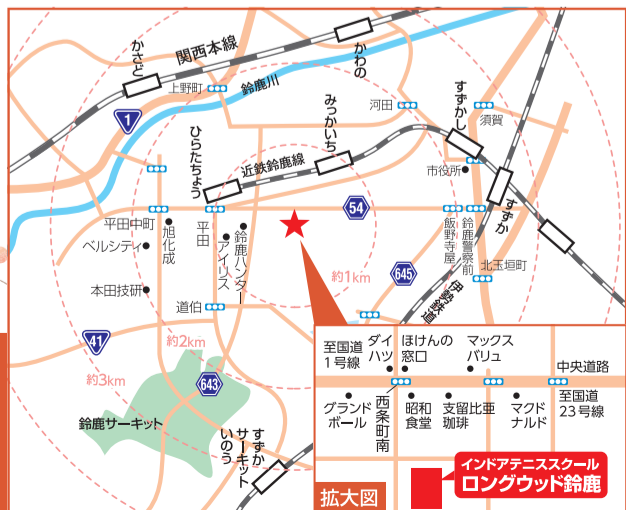 かさど
関西本線
かわの
上野町
鈴鹿川
1
河田
すずかし
須賀
みっかいち
ひらたちょう
近鉄鈴鹿線
市役所
すずか
54
平田中町
平田
旭化成
アイリス
鈴鹿ハンター
ベルシティ
飯野寺家
鈴鹿警察前
北玉垣町
本田技研
約1km
645
伊勢鉄道
道伯
41
約2km
約3km
643
鈴鹿サーキット
すずか
サーキット
いのう
至国道
1号線
ダイ
ハツ
ほけんの
窓口
マックス
バリュ
中央道路
グランド
ボール
西条町南
昭和
食堂
支留比亜
珈琲
マクド
ナルド
至国道
23号線
拡大図
インドアテニススクール
ロングウッド鈴鹿